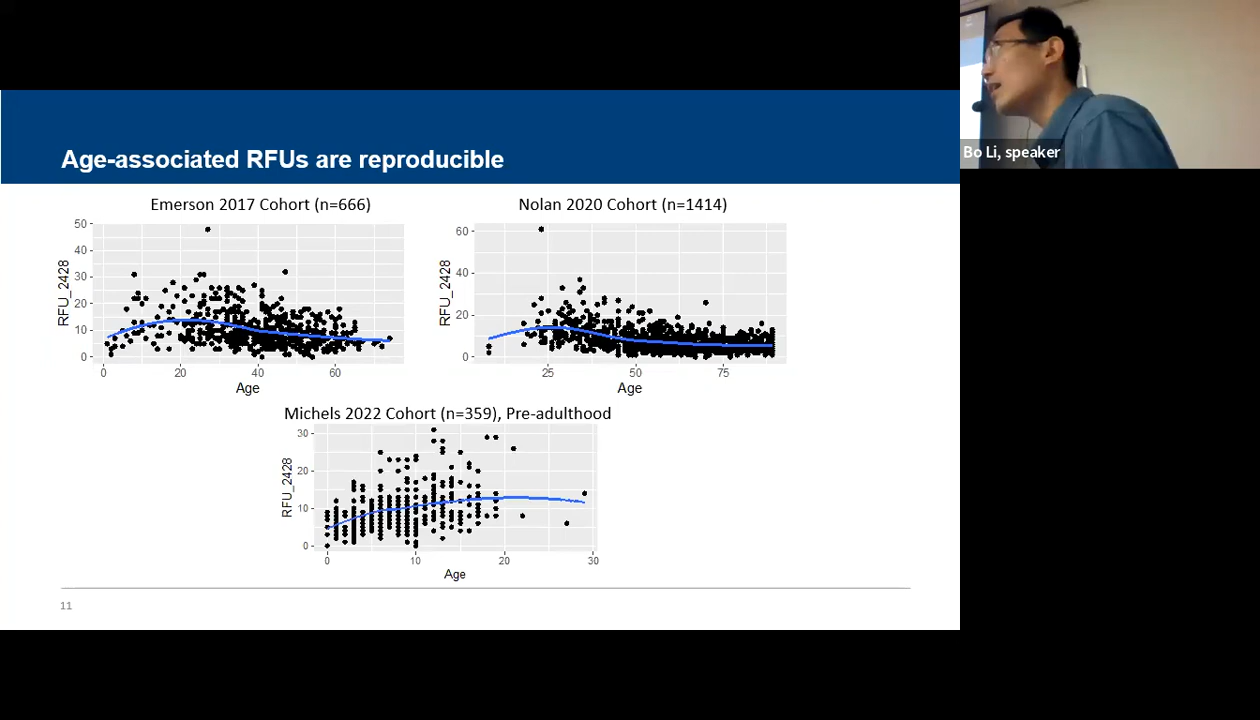 Bo Li, speaker
Age-associated RFUs are reproducible
Emerson 2017 Cohort (n=666)
50
40
30
20
10
0
RFU_2428
0
20
40
60
Age
Nolan 2020 Cohort (n=1414)
60
40
20
0
RFU_2428
25
50
75
Age
Michels 2022 Cohort (n=359), Pre-adulthood
30
20
10
0
RFU_2428
0
10
20
30
Age
11